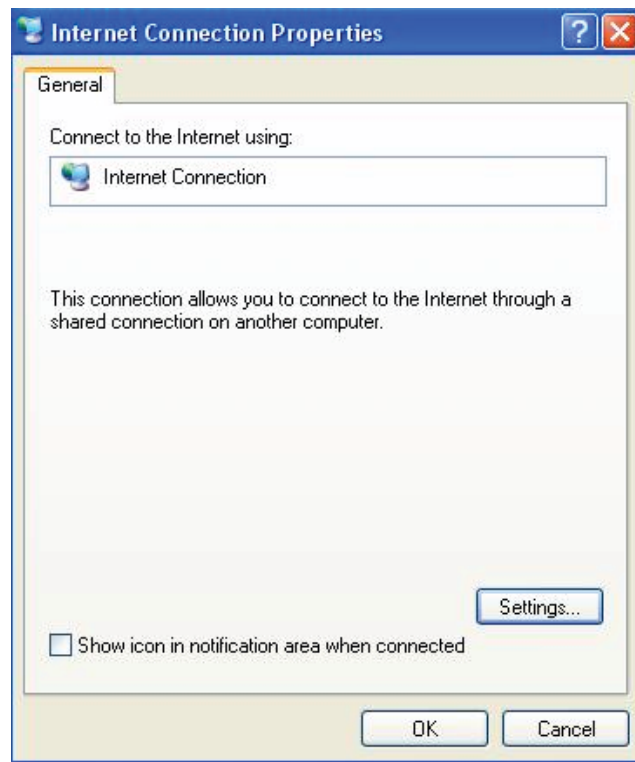 Internet Connection Properties
General
Connect to the Internet using:
Internet Connection
This connection allows you to connect to the Internet through a
shared connection on another computer.
Settings...
Show icon in notification area when connected
OK
Cancel